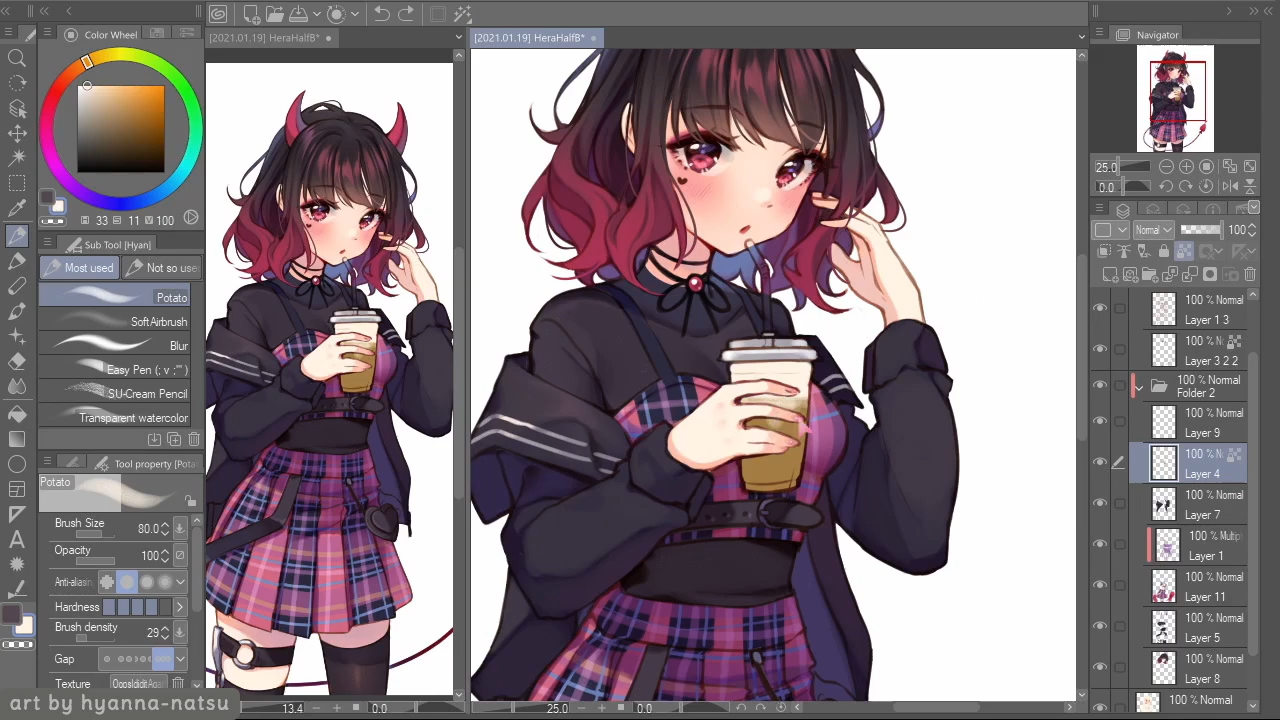 Color Wheel
[2021.01.19] HeraHalfB*
[2021.01.19] HeraHalfB*
Navigator
33 11 100
Sub Tool [Hyan]
Most used Not so use
Potato
SoftAirbrush
Blur
Easy Pen (; v ;"")
SU-Cream Pencil
Transparent watercolor
Tool property [Pota
Potato
Brush Size 80.0
Opacity 100
Anti-aliasin
Hardness
Brush density 29
Gap
Texture
art by hyanna-natsu
13.4 0.0
25.0 0.0
25.0
0.0
Normal 100
100 % Normal
Layer 1 3
100 % N
Layer 3 2 2
100 % Normal
Folder 2
100 % Normal
Layer 9
100 % N
Layer 4
100 % Normal
Layer 7
100 % Multip
Layer 1
100 % Normal
Layer 11
100 % Normal
Layer 5
100 % Normal
Layer 8
100 % Normal